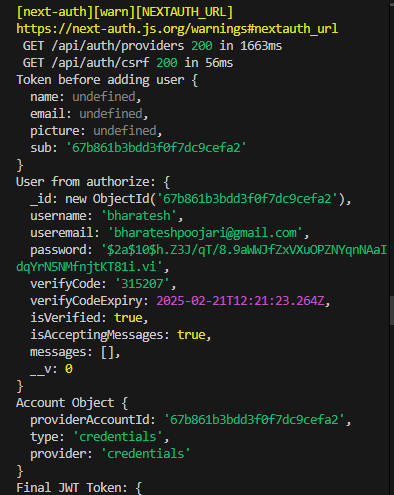 [next-auth][warn][NEXTAUTH_URL]
https://next-auth.js.org/warnings#nextauth_url
GET /api/auth/providers 200 in 1663ms
GET /api/auth/csrf 200 in 56ms
Token before adding user {
name: undefined,
email: undefined,
picture: undefined,
sub: '67b861b3bdd3f0f7dc9cefa2'
}
User from authorize: {
_id: new ObjectId('67b861b3bdd3f0f7dc9cefa2'),
username: 'bharatesh',
useremail: 'bharateshpoojari@gmail.com',
password: '$2a$10$h.Z3J/qT/8.9aWWJfZxVXuOPZNYqnNAaI
dqYrN5NMfnjtKT81i.vi',
verifyCode: '315207',
verifyCodeExpiry: 2025-02-21T12:21:23.264Z,
isVerified: true,
isAcceptingMessages: true,
messages: [],
__v: 0
}
Account Object {
providerAccountId: '67b861b3bdd3f0f7dc9cefa2',
type: 'credentials',
provider: 'credentials'
}
Final JWT Token: {